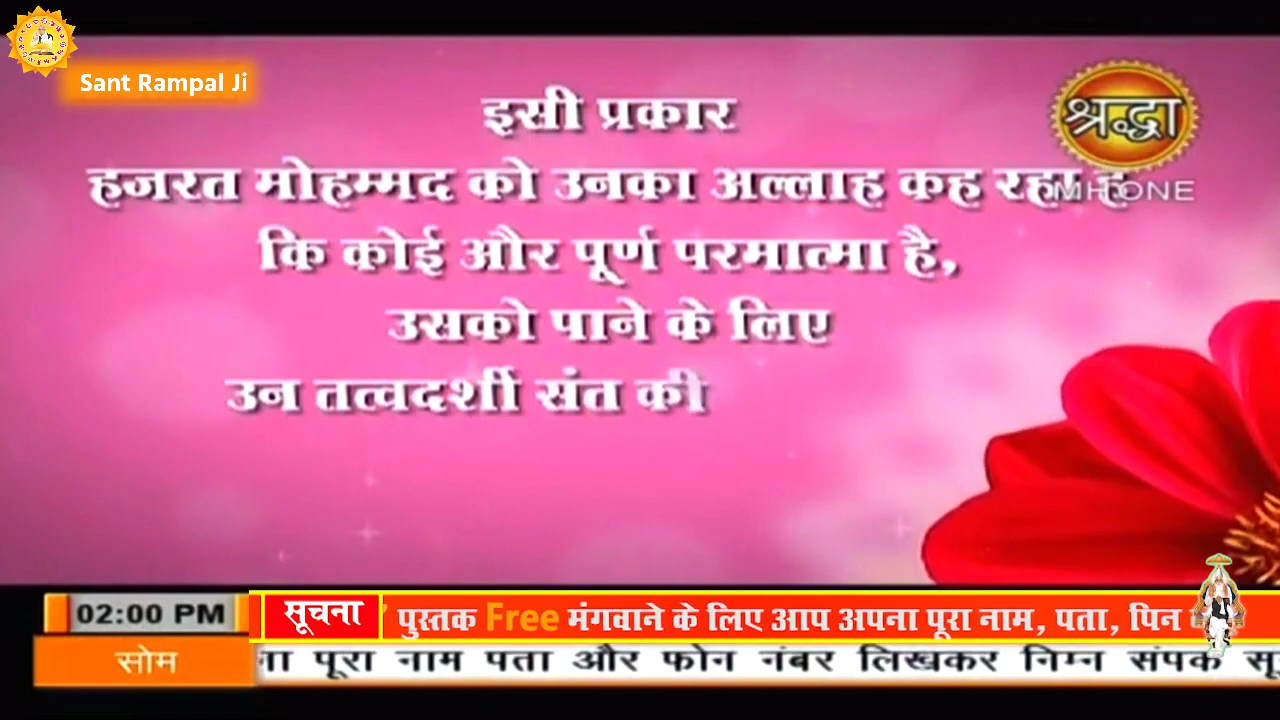 Sant Rampal Ji
श्रद्धा
MH ONE
इसी प्रकार
हजरत मोहम्मद को उनका अल्लाह कह रहा है
कि कोई और पूर्ण परमात्मा है,
उसको पाने के लिए
उन तत्वदर्शी संत की
02:00 PM
सूचना
पुस्तक Free मंगवाने के लिए आप अपना पूरा नाम, पता, पिन
सोम
पूरा नाम पता और फोन नंबर लिखकर निम्न संपर्क